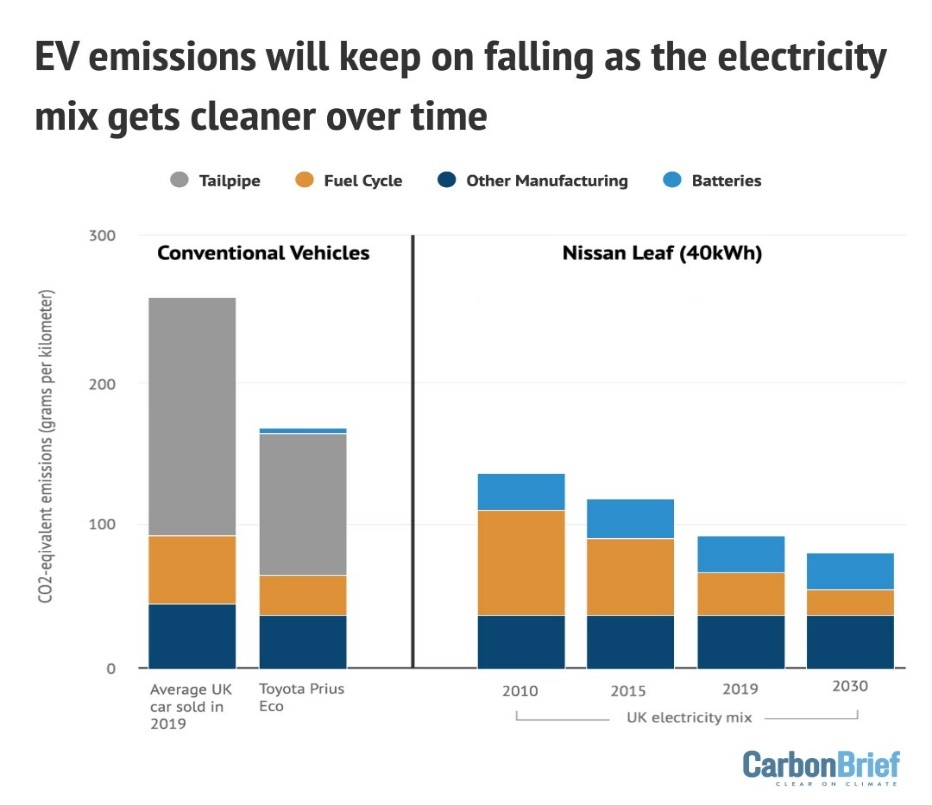 EV emissions will keep on falling as the electricity
mix gets cleaner over time
Tailpipe
Fuel Cycle
Other Manufacturing
Batteries
300
Conventional Vehicles
Nissan Leaf (40kWh)
CO2-eqivalent emissions (grams per kilometer)
200
100
0
Average UK
car sold in
2019
Toyota Prius
Eco
2010
2015
2019
2030
UK electricity mix
CarbonBrief
CLEAR ON CLIMATE